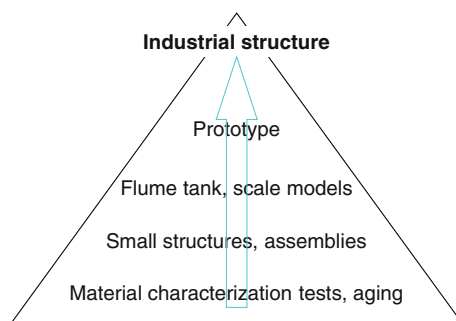 Industrial structure
Prototype
Flume tank, scale models
Small structures, assemblies
Material characterization tests, aging